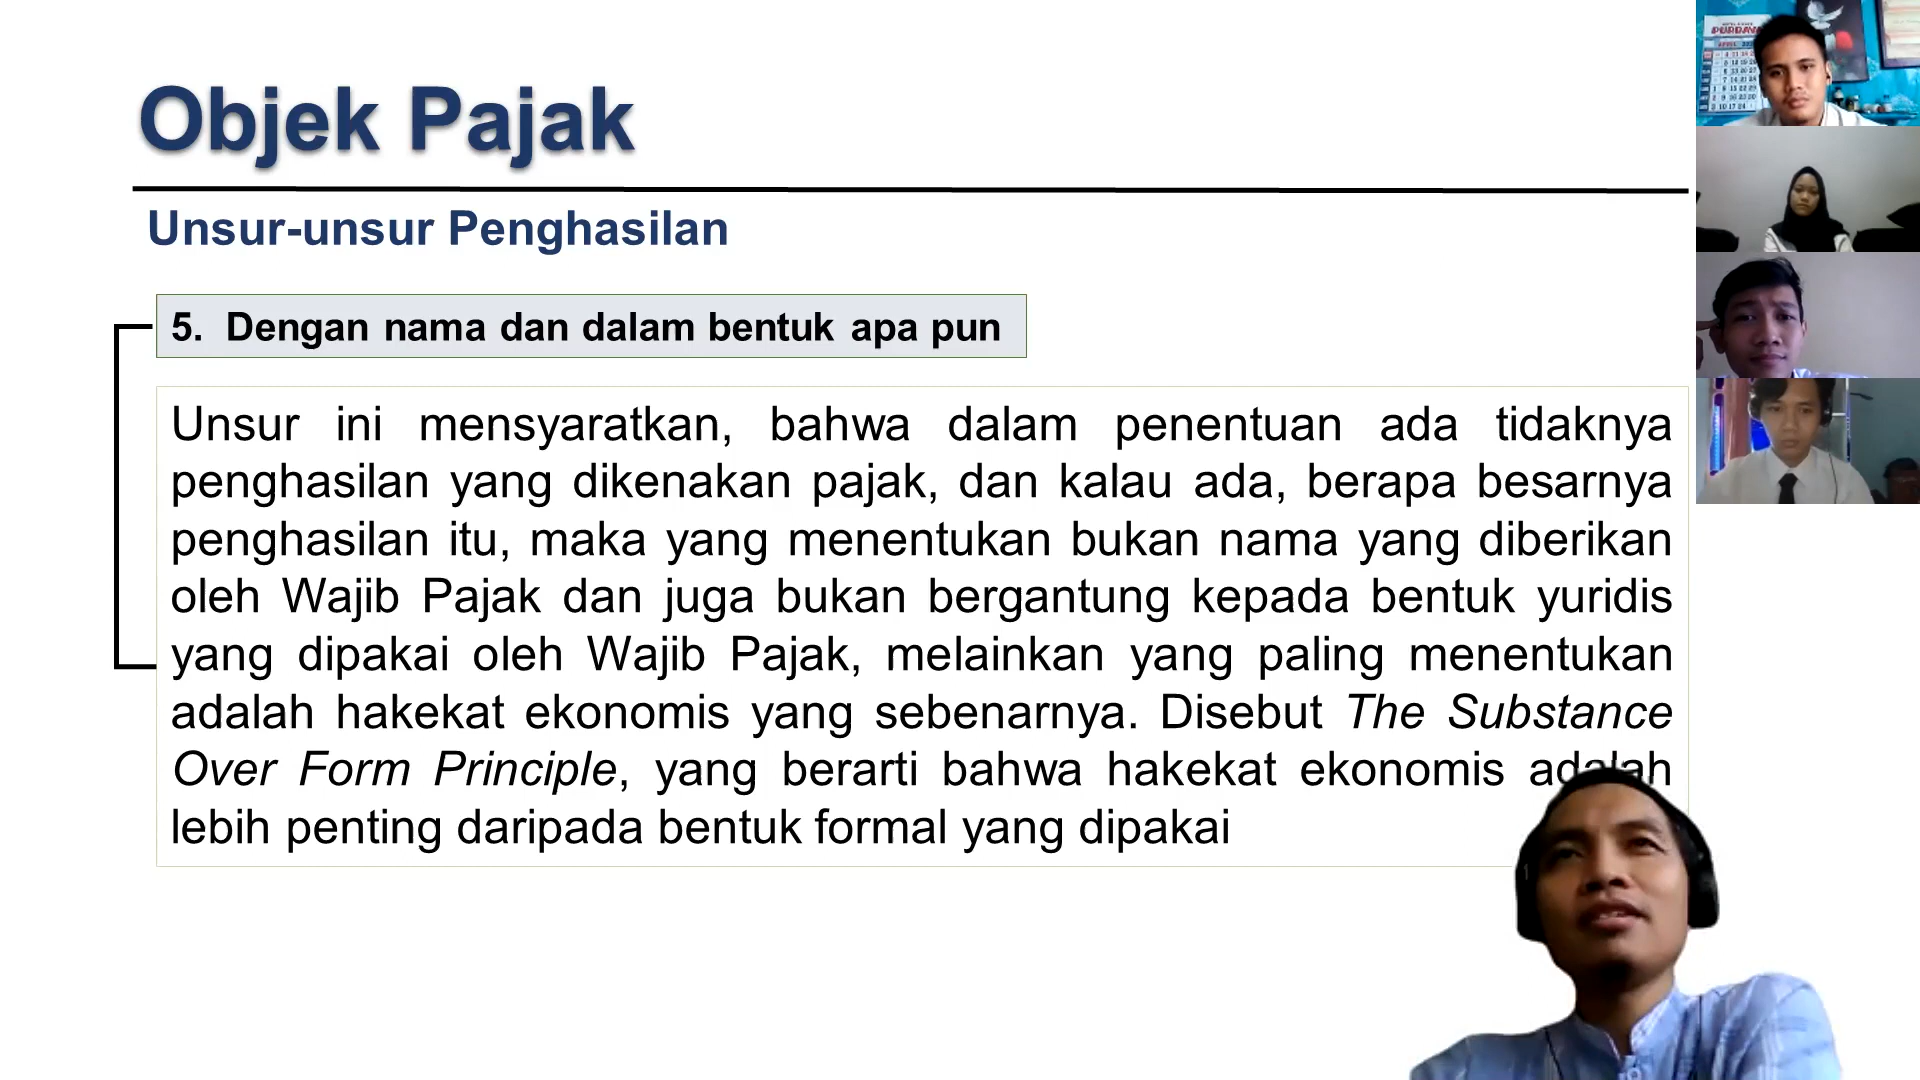 Objek Pajak
Unsur-unsur Penghasilan
5. Dengan nama dan dalam bentuk apa pun
Unsur ini mensyaratkan, bahwa dalam penentuan ada tidaknya
penghasilan yang dikenakan pajak, dan kalau ada, berapa besarnya
penghasilan itu, maka yang menentukan bukan nama yang diberikan
oleh Wajib Pajak dan juga bukan bergantung kepada bentuk yuridis
yang dipakai oleh Wajib Pajak, melainkan yang paling menentukan
adalah hakekat ekonomis yang sebenarnya. Disebut The Substance
Over Form Principle, yang berarti bahwa hakekat ekonomis adalah
lebih penting daripada bentuk formal yang dipakai
APRIL